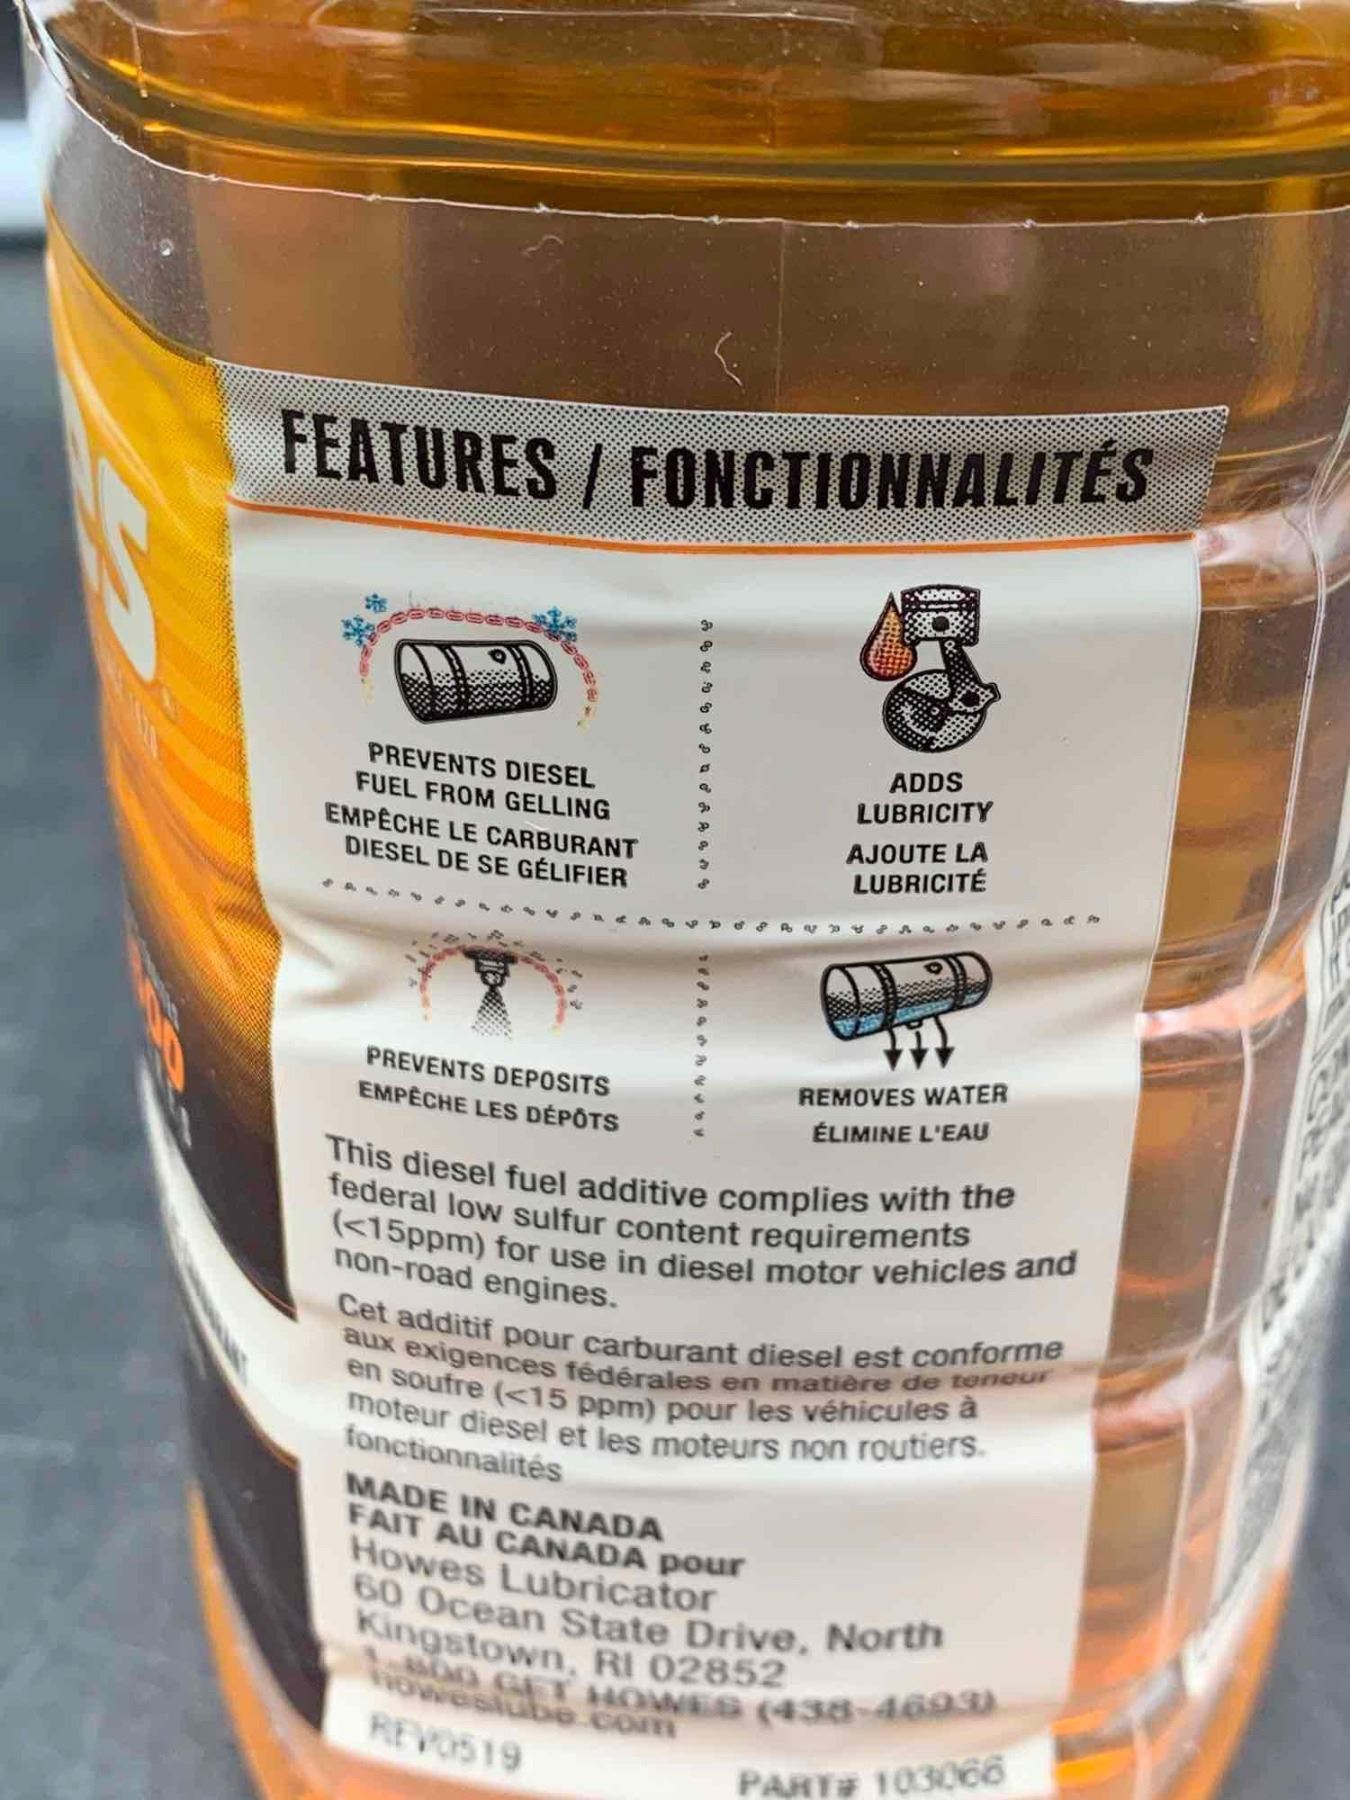 FEATURES / FONCTIONNALITÉS
PREVENTS DIESEL
FUEL FROM GELLING
EMPÊCHE LE CARBURANT
DIESEL DE SE GÉLIFIER
ADDS
LUBRICITY
AJOUTE LA
LUBRICITÉ
PREVENTS DEPOSITS
EMPÊCHE LES DÉPÔTS
REMOVES WATER
ÉLIMINE L'EAU
This diesel fuel additive complies with the
federal low sulfur content requirements
(<15ppm) for use in diesel motor vehicles and
non-road engines.
Cet additif pour carburant diesel est conforme
aux exigences fédérales en matière de teneur
en soufre (<15 ppm) pour les véhicules à
moteur diesel et les moteurs non routiers.
fonctionnalités
MADE IN CANADA
FAIT AU CANADA pour
Howes Lubricator
60 Ocean State Drive, North
Kingstown, RI 02852
1-800 GET HOWES (438-4693)
howeslube.com
REV0519
PART# 103066